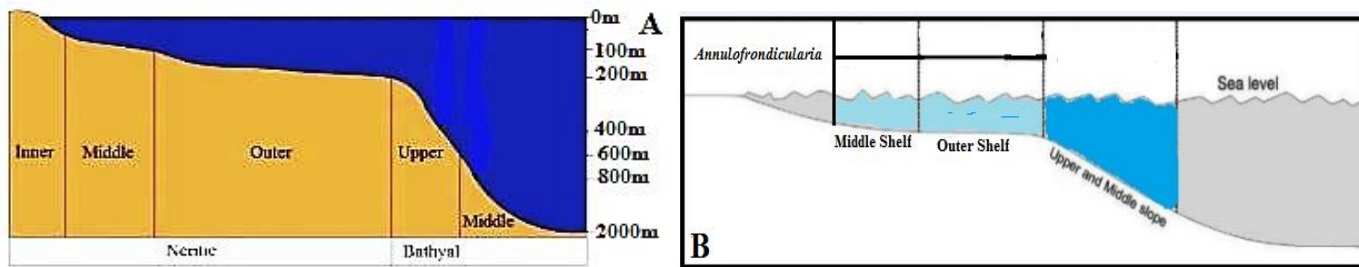 0m
A
100m
200m
400m
600m
800m
2000m
Inner
Middle
Outer
Upper
Middle
Neritic
Bathyal
Annulofrondicularia
Sea level
Middle Shelf
Outer Shelf
Upper and Middle slope
B